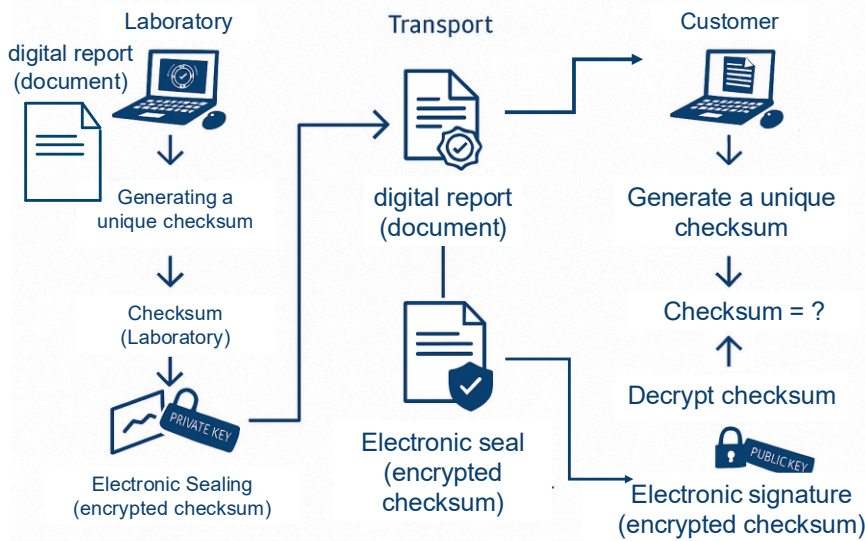 Laboratory
digital report
(document)
Generating a
unique checksum
Checksum
(Laboratory)
PRIVATE KEY
Electronic Sealing
(encrypted checksum)
Transport
digital report
(document)
Electronic seal
(encrypted
checksum)
Customer
Generate a unique
checksum
Checksum = ?
Decrypt checksum
PUBLIC KEY
Electronic signature
(encrypted checksum)